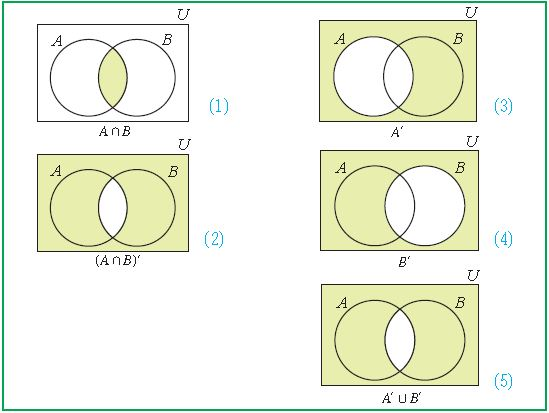 U
A B
(1)
A ∩ B
U
A B
(2)
(A ∩ B)′
U
A B
(3)
A′
U
A B
(4)
B′
U
A B
(5)
A′ ∪ B′